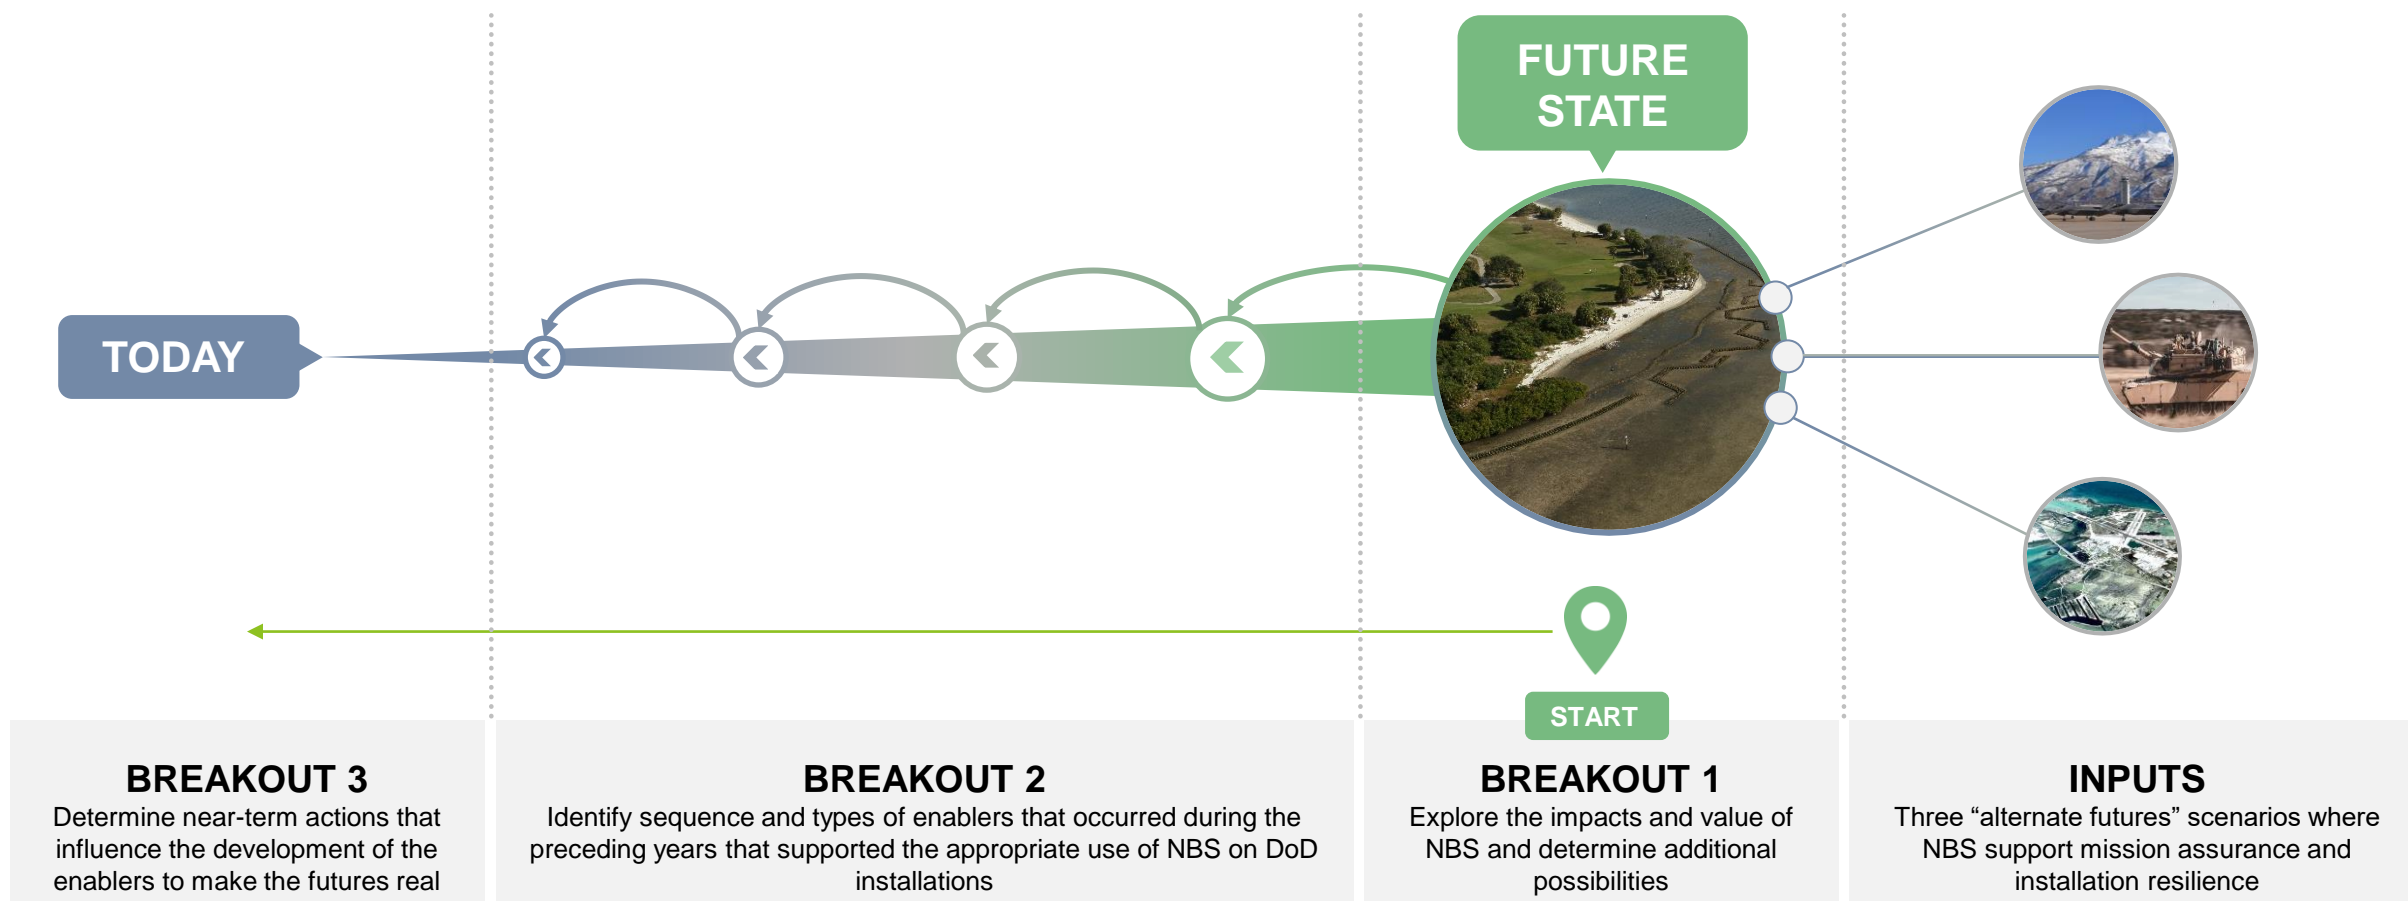 FUTURE
STATE
TODAY
START
BREAKOUT 3
Determine near-term actions that
influence the development of the
enablers to make the futures real
BREAKOUT 2
Identify sequence and types of enablers that occurred during the
preceding years that supported the appropriate use of NBS on DoD
installations
BREAKOUT 1
Explore the impacts and value of
NBS and determine additional
possibilities
INPUTS
Three “alternate futures” scenarios where
NBS support mission assurance and
installation resilience